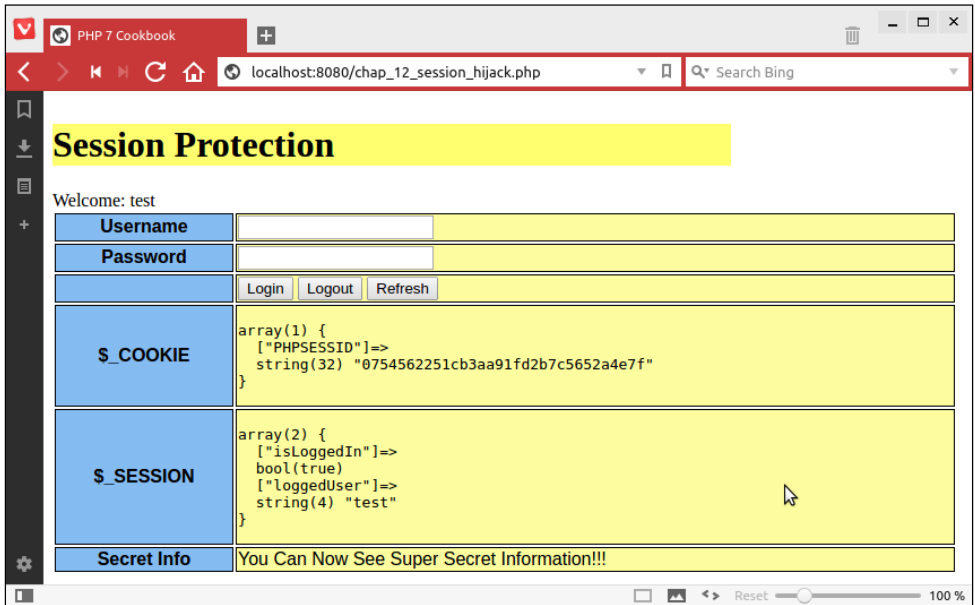 PHP 7 Cookbook
localhost:8080/chap_12_session_hijack.php
Search Bing
Session Protection
Welcome: test
Username
Password
Login Logout Refresh
$_COOKIE
array(1) {
["PHPSESSID"]=>
string(32) "0754562251cb3aa91fd2b7c5652a4e7f"
}
$_SESSION
array(2) {
["isLoggedIn"]=>
bool(true)
["loggedUser"]=>
string(4) "test"
}
Secret Info You Can Now See Super Secret Information!!!
Reset 100 %